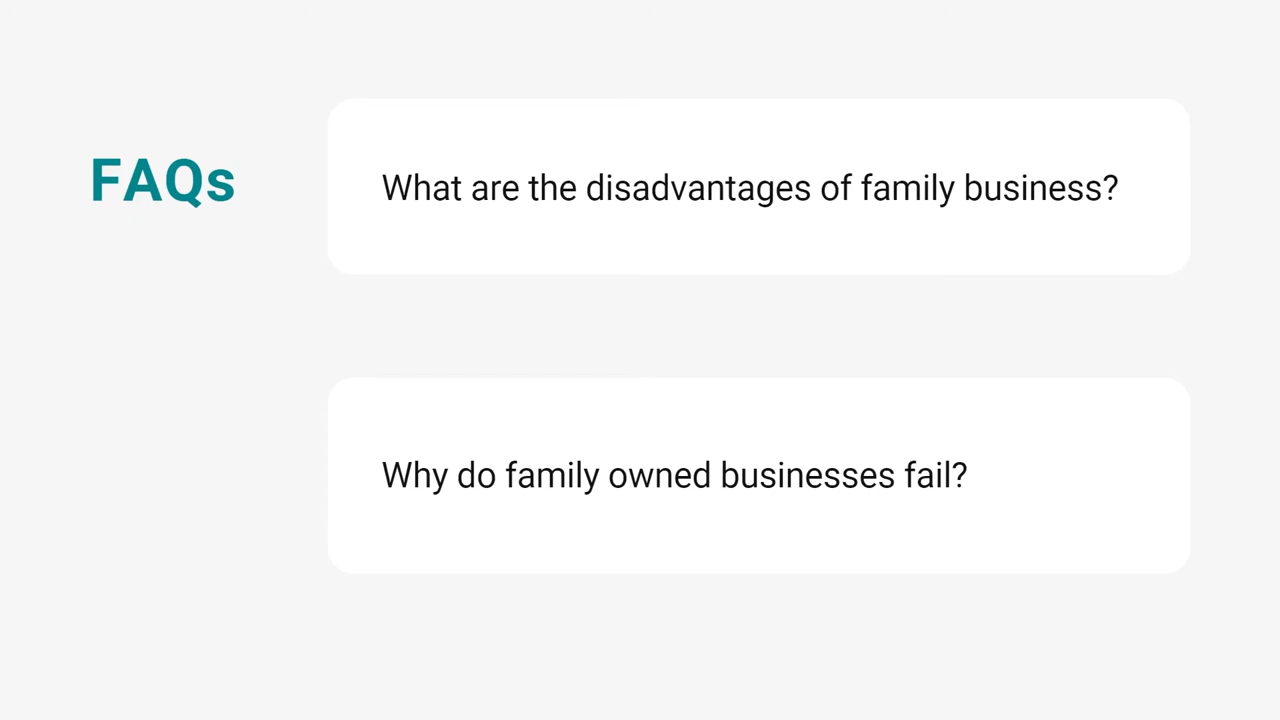 FAQs
What are the disadvantages of family business?
Why do family owned businesses fail?